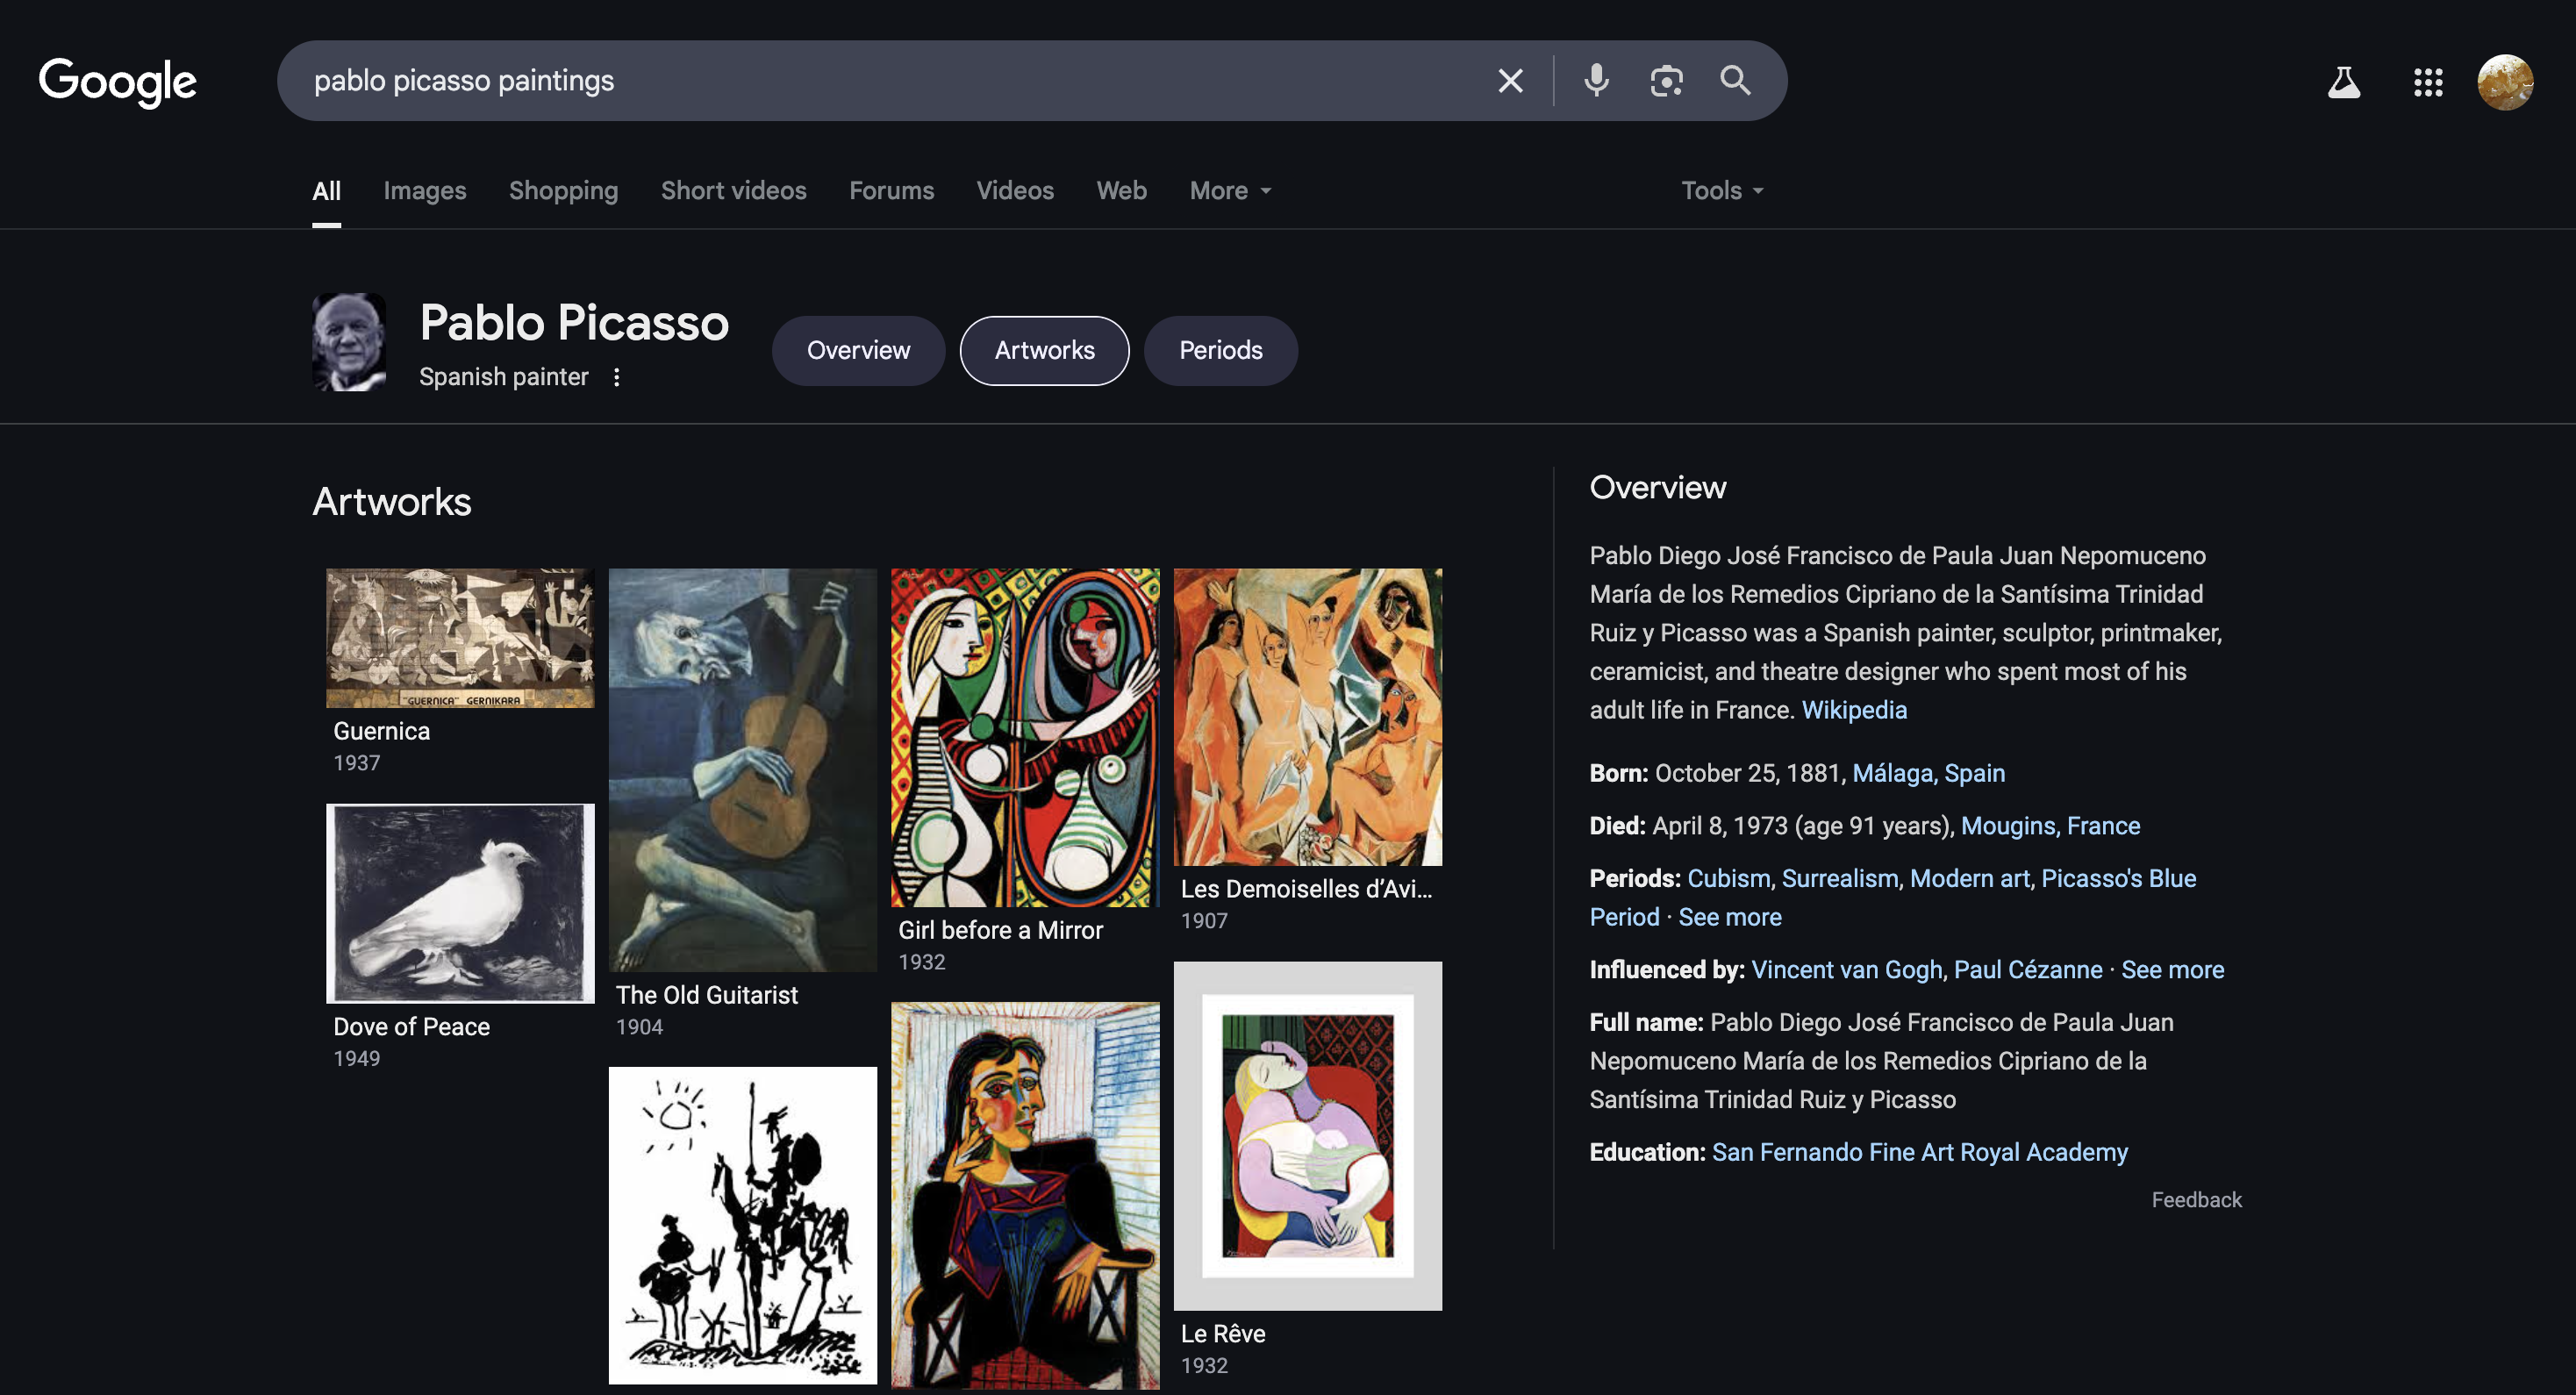 Google
pablo picasso paintings
All Images Shopping Short videos Forums Videos Web More Tools
Pablo Picasso
Spanish painter
Overview Artworks Periods
Artworks
"GUERNICA" GERNIKARA
Guernica
1937
Dove of Peace
1949
The Old Guitarist
1904
Girl before a Mirror
1932
Les Demoiselles d’Avi...
1907
Le Rêve
1932
Overview
Pablo Diego José Francisco de Paula Juan Nepomuceno
María de los Remedios Cipriano de la Santísima Trinidad
Ruiz y Picasso was a Spanish painter, sculptor, printmaker,
ceramicist, and theatre designer who spent most of his
adult life in France. Wikipedia
Born: October 25, 1881, Málaga, Spain
Died: April 8, 1973 (age 91 years), Mougins, France
Periods: Cubism, Surrealism, Modern art, Picasso's Blue
Period · See more
Influenced by: Vincent van Gogh, Paul Cézanne · See more
Full name: Pablo Diego José Francisco de Paula Juan
Nepomuceno María de los Remedios Cipriano de la
Santísima Trinidad Ruiz y Picasso
Education: San Fernando Fine Art Royal Academy
Feedback